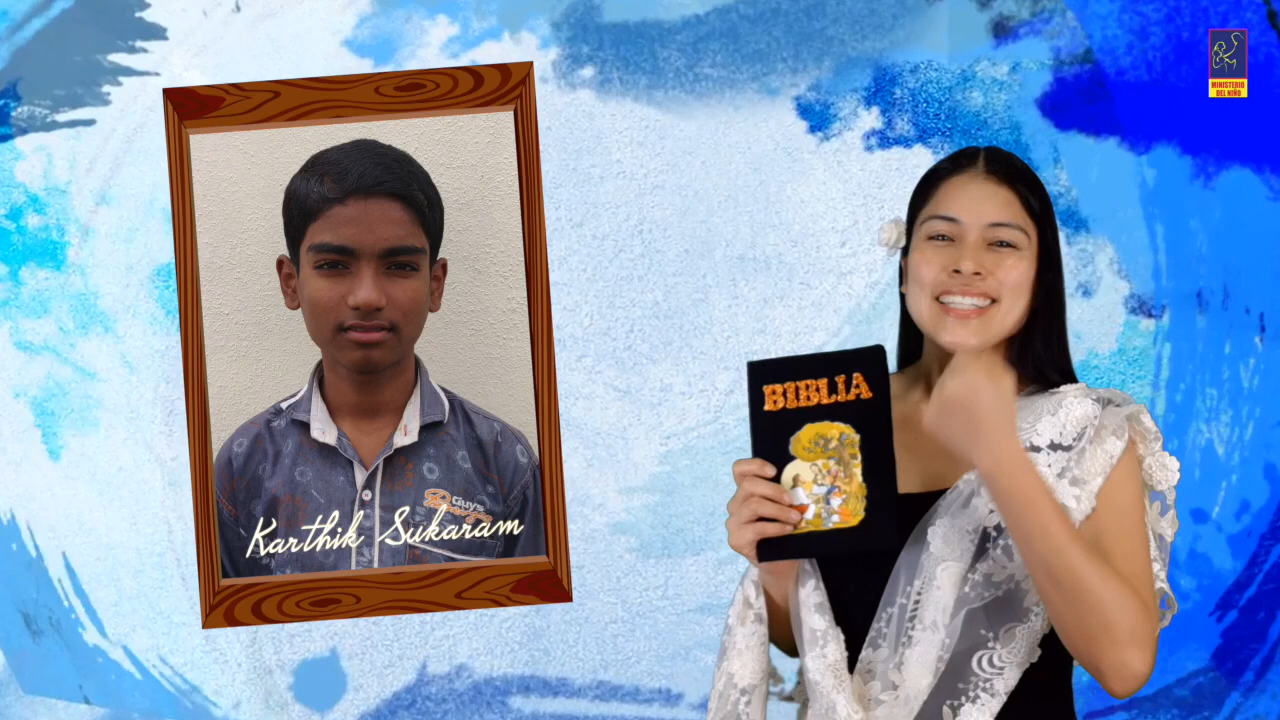 MINISTERIO
DEL NIÑO
BIBLIA
Guy's
Karthik Sukaram